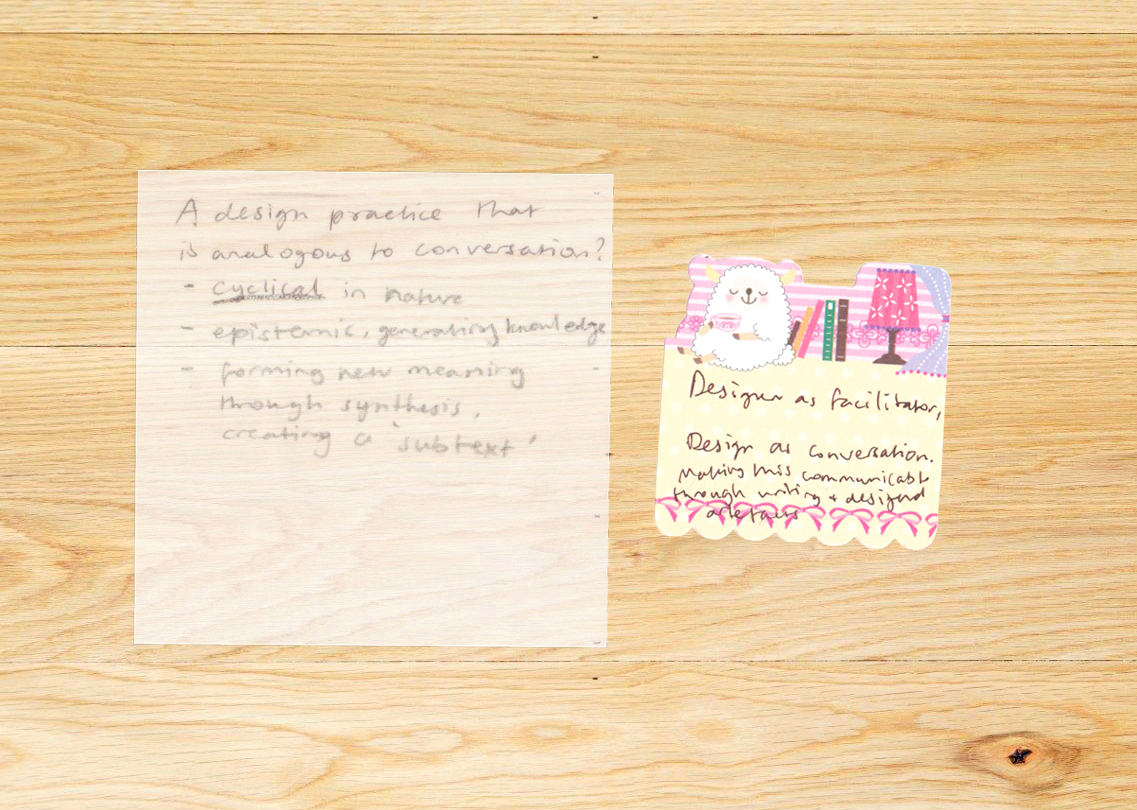 A design practice that
is analogous to conversation?
- cyclical in nature
- epistemic, generating knowledge
- forming new meaning
through synthesis,
creating a 'subtext'
Designer as facilitator,
Design as conversation.
Making this communicable
through writing + designed
artefacts